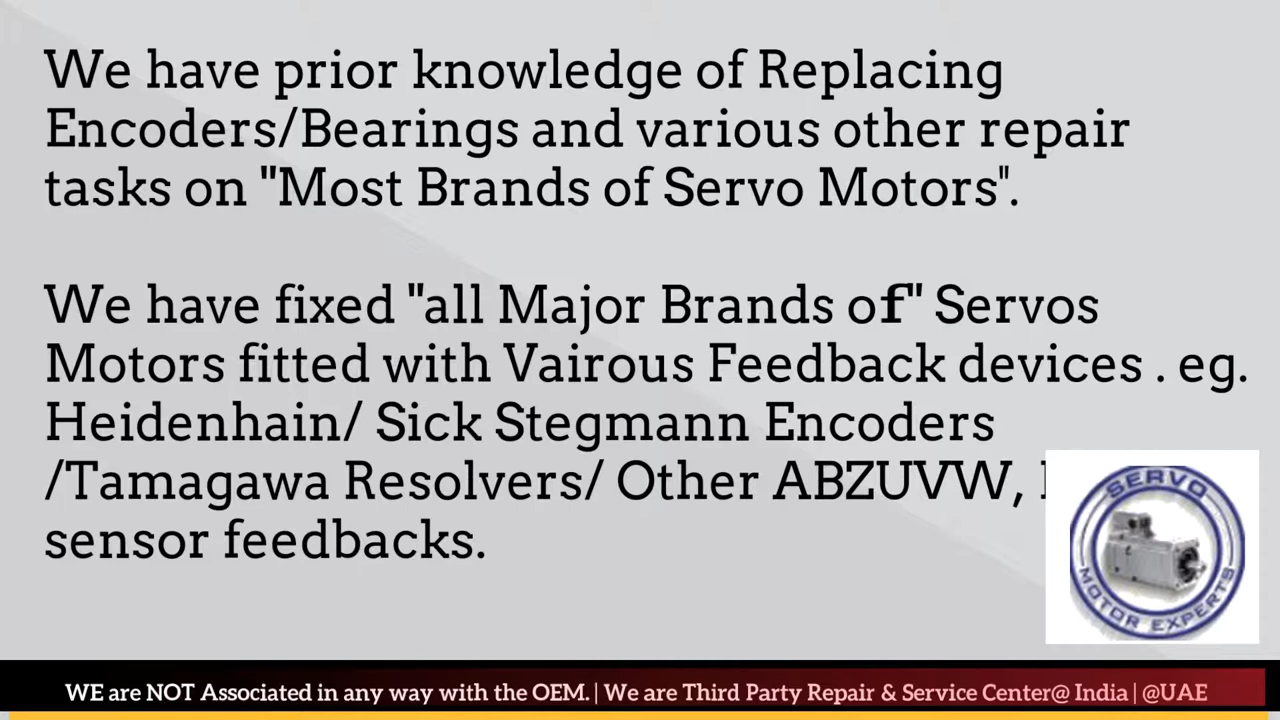 We have prior knowledge of Replacing
Encoders/Bearings and various other repair
tasks on "Most Brands of Servo Motors".
We have fixed "all Major Brands of" Servos
Motors fitted with Vairous Feedback devices . eg.
Heidenhain/ Sick Stegmann Encoders
/Tamagawa Resolvers/ Other ABZUVW,
sensor feedbacks.
SERVO
MOTOR EXPERTS
WE are NOT Associated in any way with the OEM. | We are Third Party Repair & Service Center@ India | @UAE